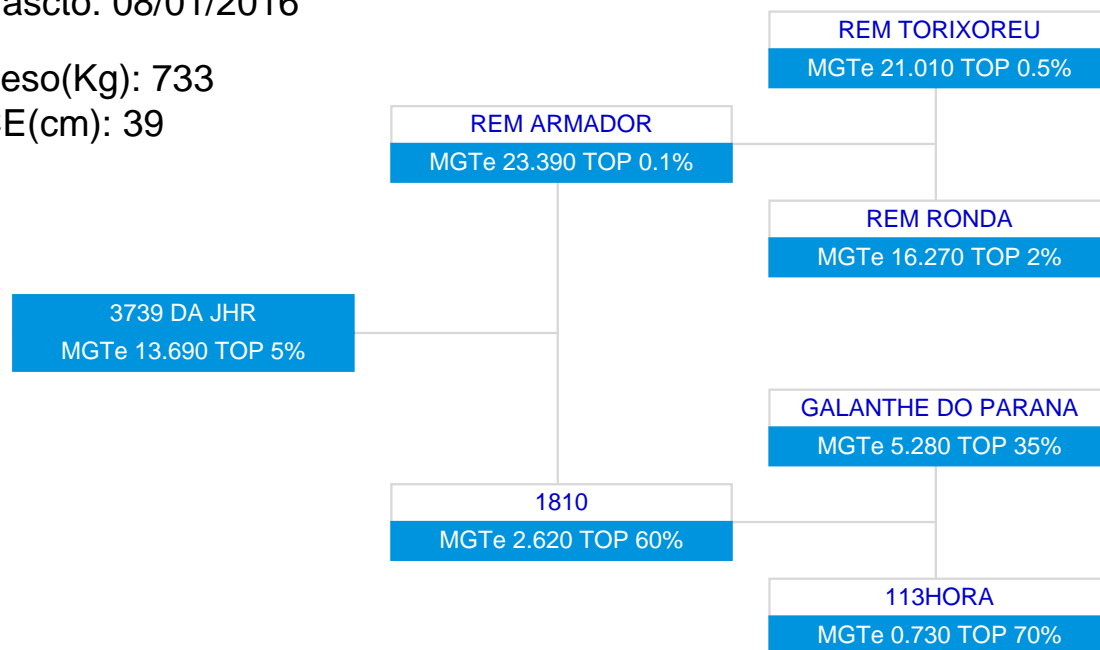 ascto: 08/01/2016
eso(Kg): 733
E(cm): 39
REM TORIXOREU
MGTe 21.010 TOP 0.5%
REM ARMADOR
MGTe 23.390 TOP 0.1%
REM RONDA
MGTe 16.270 TOP 2%
3739 DA JHR
MGTe 13.690 TOP 5%
GALANTHE DO PARANA
MGTe 5.280 TOP 35%
1810
MGTe 2.620 TOP 60%
113HORA
MGTe 0.730 TOP 70%